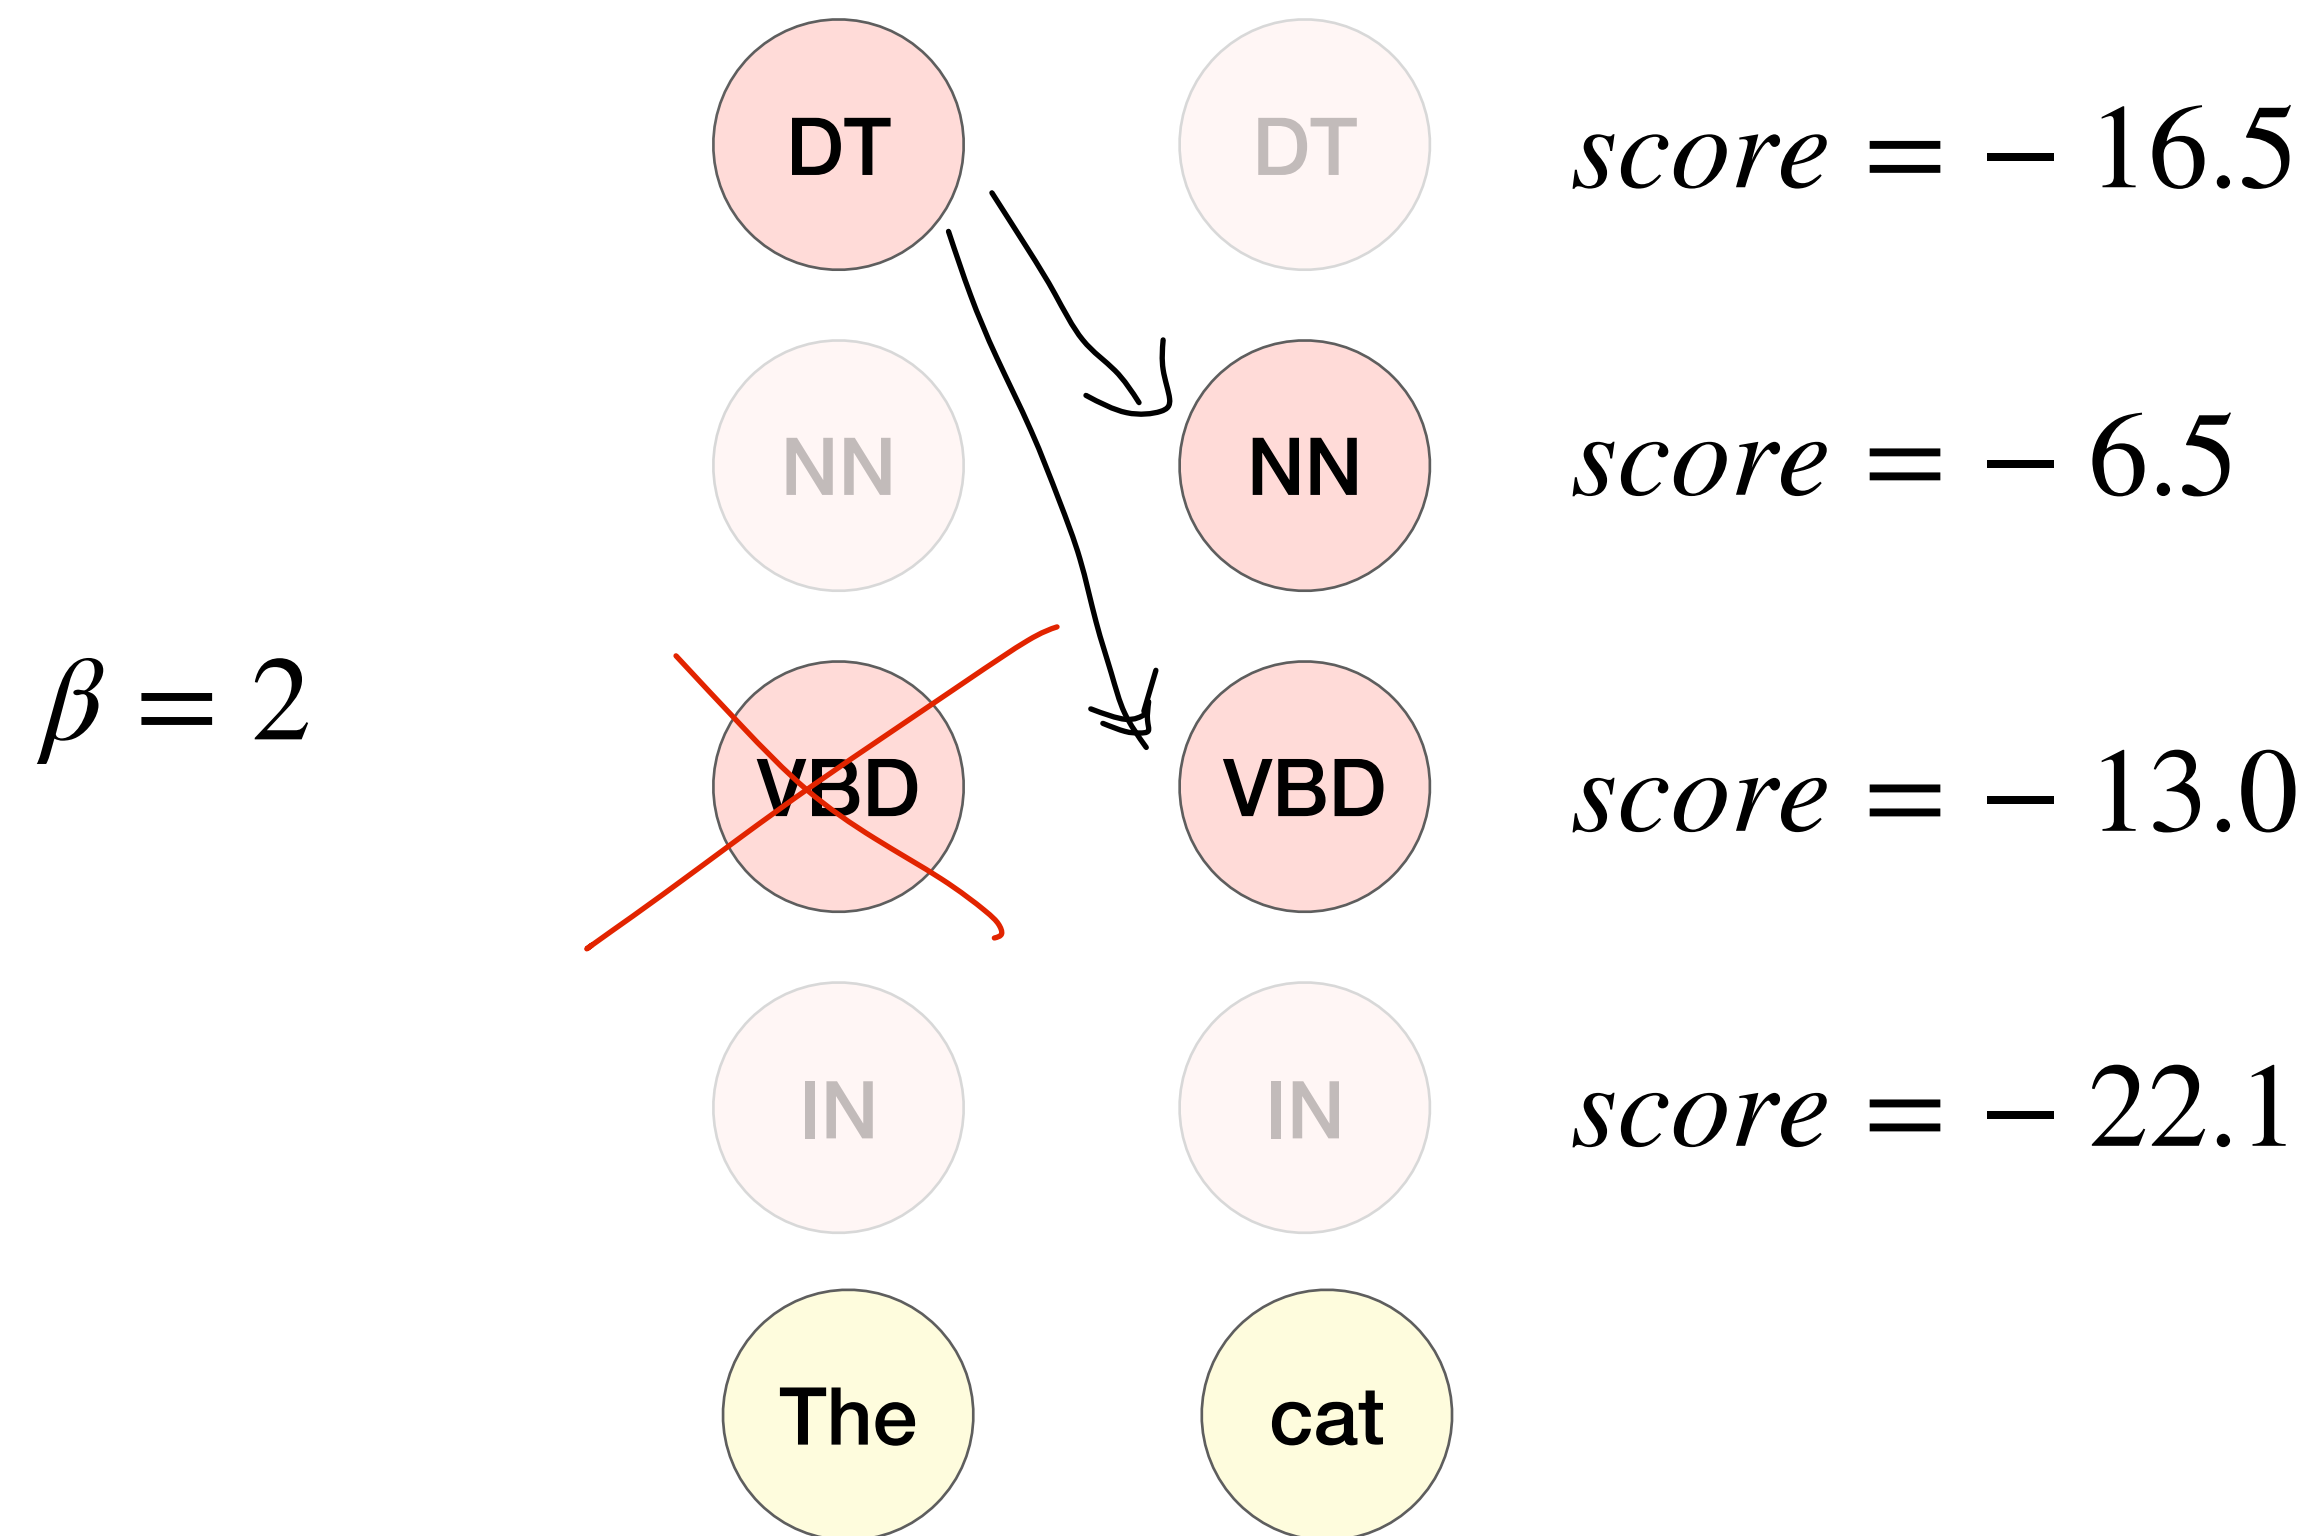 DT DT score = − 16.5
NN NN score = − 6.5
β = 2 VBD VBD score = − 13.0
IN IN score = − 22.1
The cat